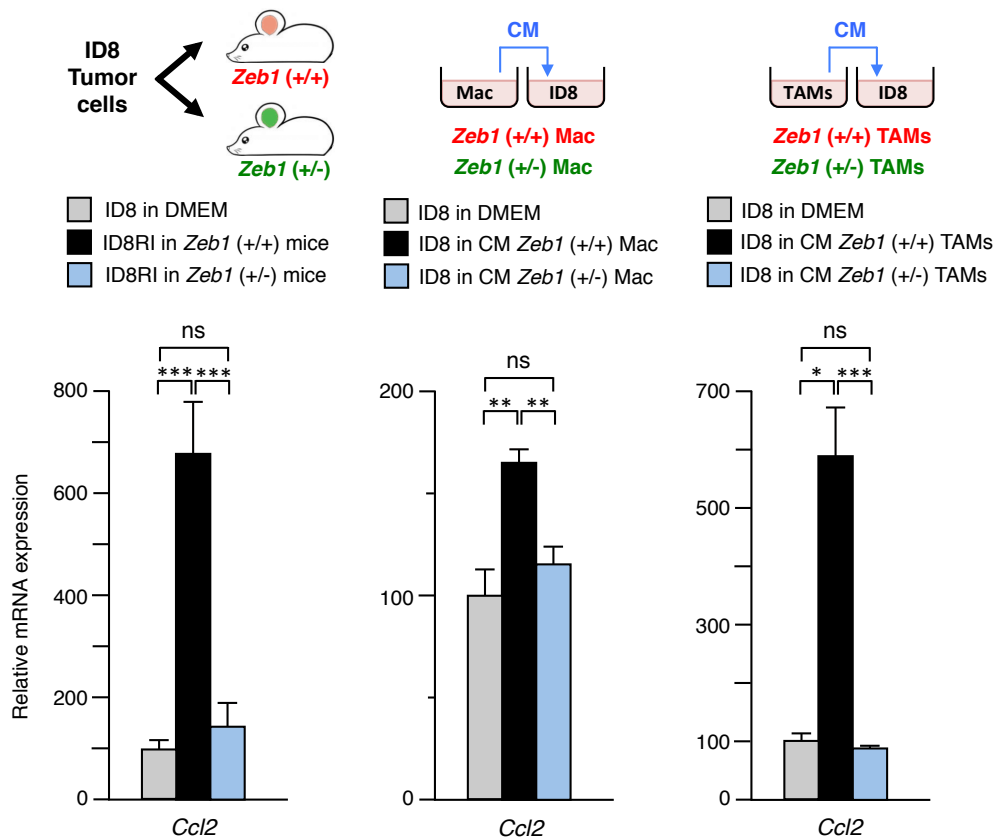 ID8
Tumor
cells
Zeb1 (+/+)
Zeb1 (+/-)
CM
Mac
ID8
Zeb1 (+/+) Mac
Zeb1 (+/-) Mac
CM
TAMs
ID8
Zeb1 (+/+) TAMs
Zeb1 (+/-) TAMs
ID8 in DMEM
ID8RI in Zeb1 (+/+) mice
ID8RI in Zeb1 (+/-) mice
ID8 in DMEM
ID8 in CM Zeb1 (+/+) Mac
ID8 in CM Zeb1 (+/-) Mac
ID8 in DMEM
ID8 in CM Zeb1 (+/+) TAMs
ID8 in CM Zeb1 (+/-) TAMs
Relative mRNA expression
800
600
400
200
0
ns
*** ***
Ccl2
200
100
0
ns
** **
Ccl2
700
500
300
100
0
ns
* ***
Ccl2